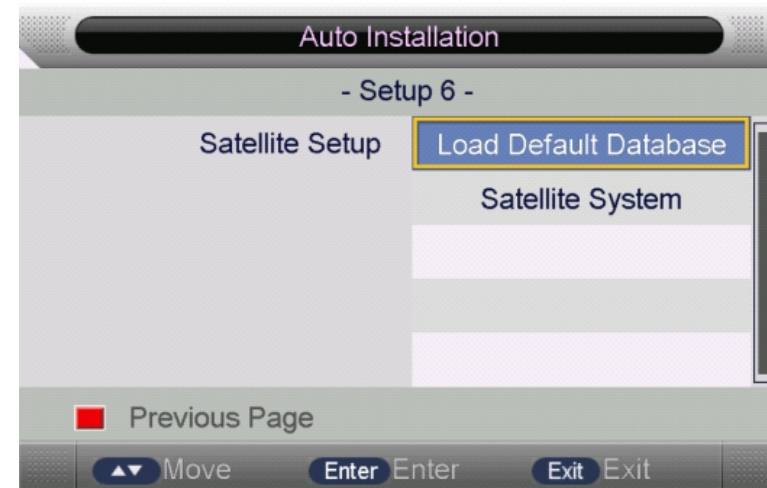 Auto Installation
- Setup 6 -
Satellite Setup Load Default Database
Satellite System
Previous Page
Move Enter Enter Exit Exit